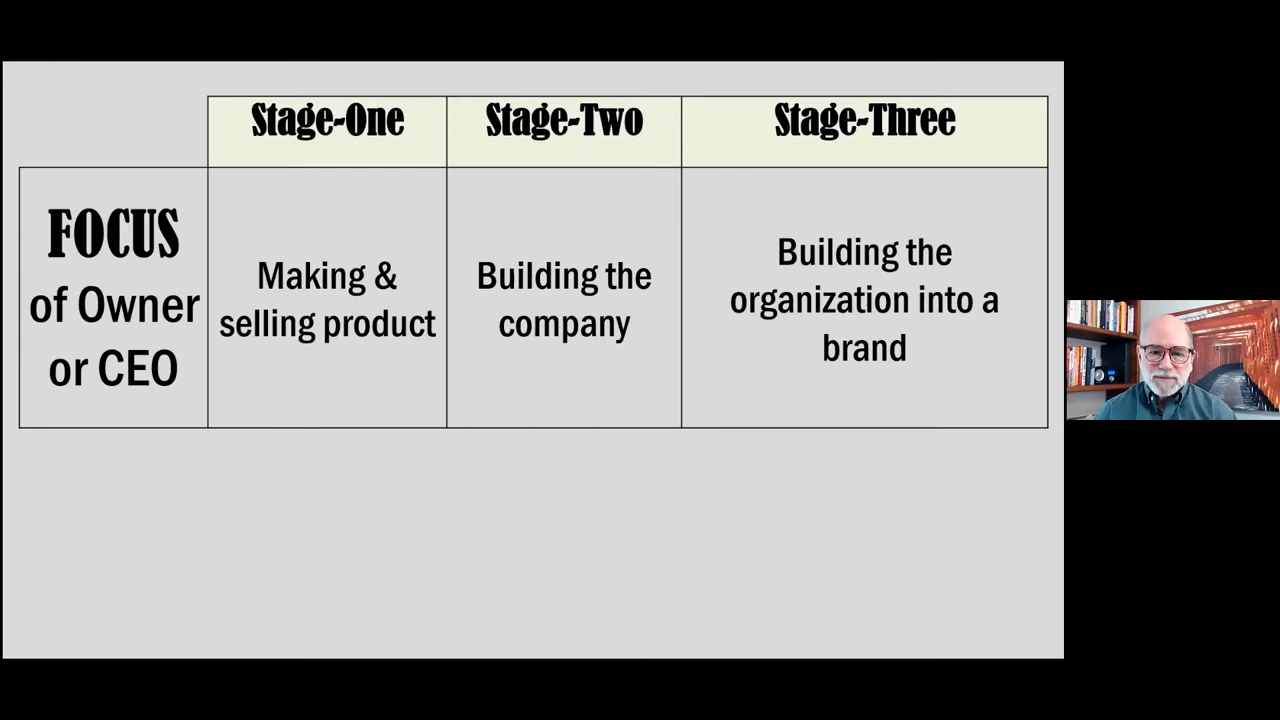 Stage-One
Stage-Two
Stage-Three
FOCUS
of Owner
or CEO
Making &
selling product
Building the
company
Building the
organization into a
brand